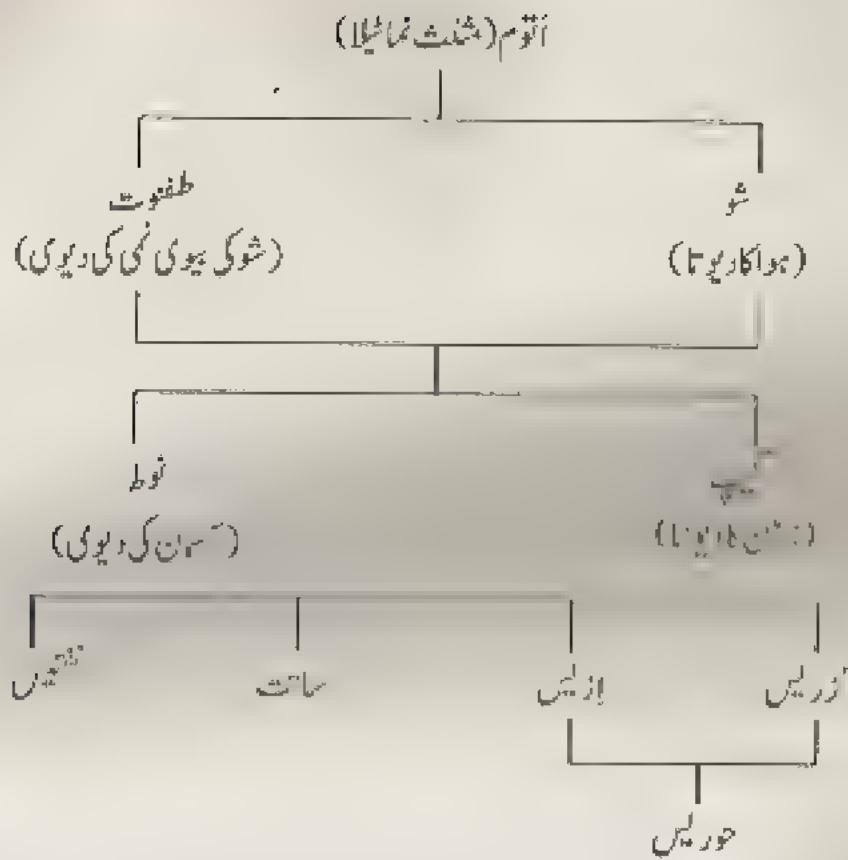 اتوم (مثلث نما ٹیلا)
شو
طفنوت
(ہوا کا دیوتا)
(شو کی بیوی نمی کی دیوی)
نوط
(آسمان کی دیوی)
آزریس
ازیس
سات
حوریس